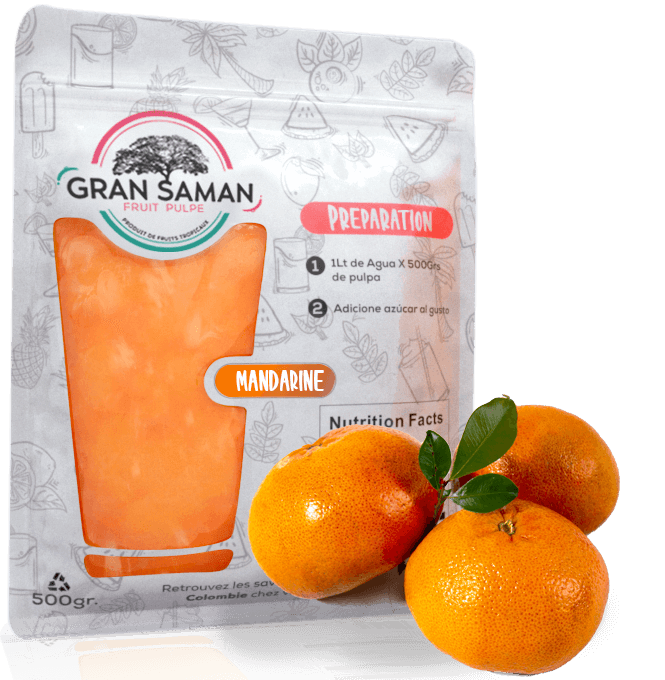 GRAN SAMAN
FRUIT PULPE
PRODUIT DE FRUITS TROPICAUX
PREPARATION
1 1Lt de Agua X 500Grs
de pulpa
2 Adicione azúcar al gusto
MANDARINE
Nutrition Facts
Retrouvez les
Colombie chez
500gr.